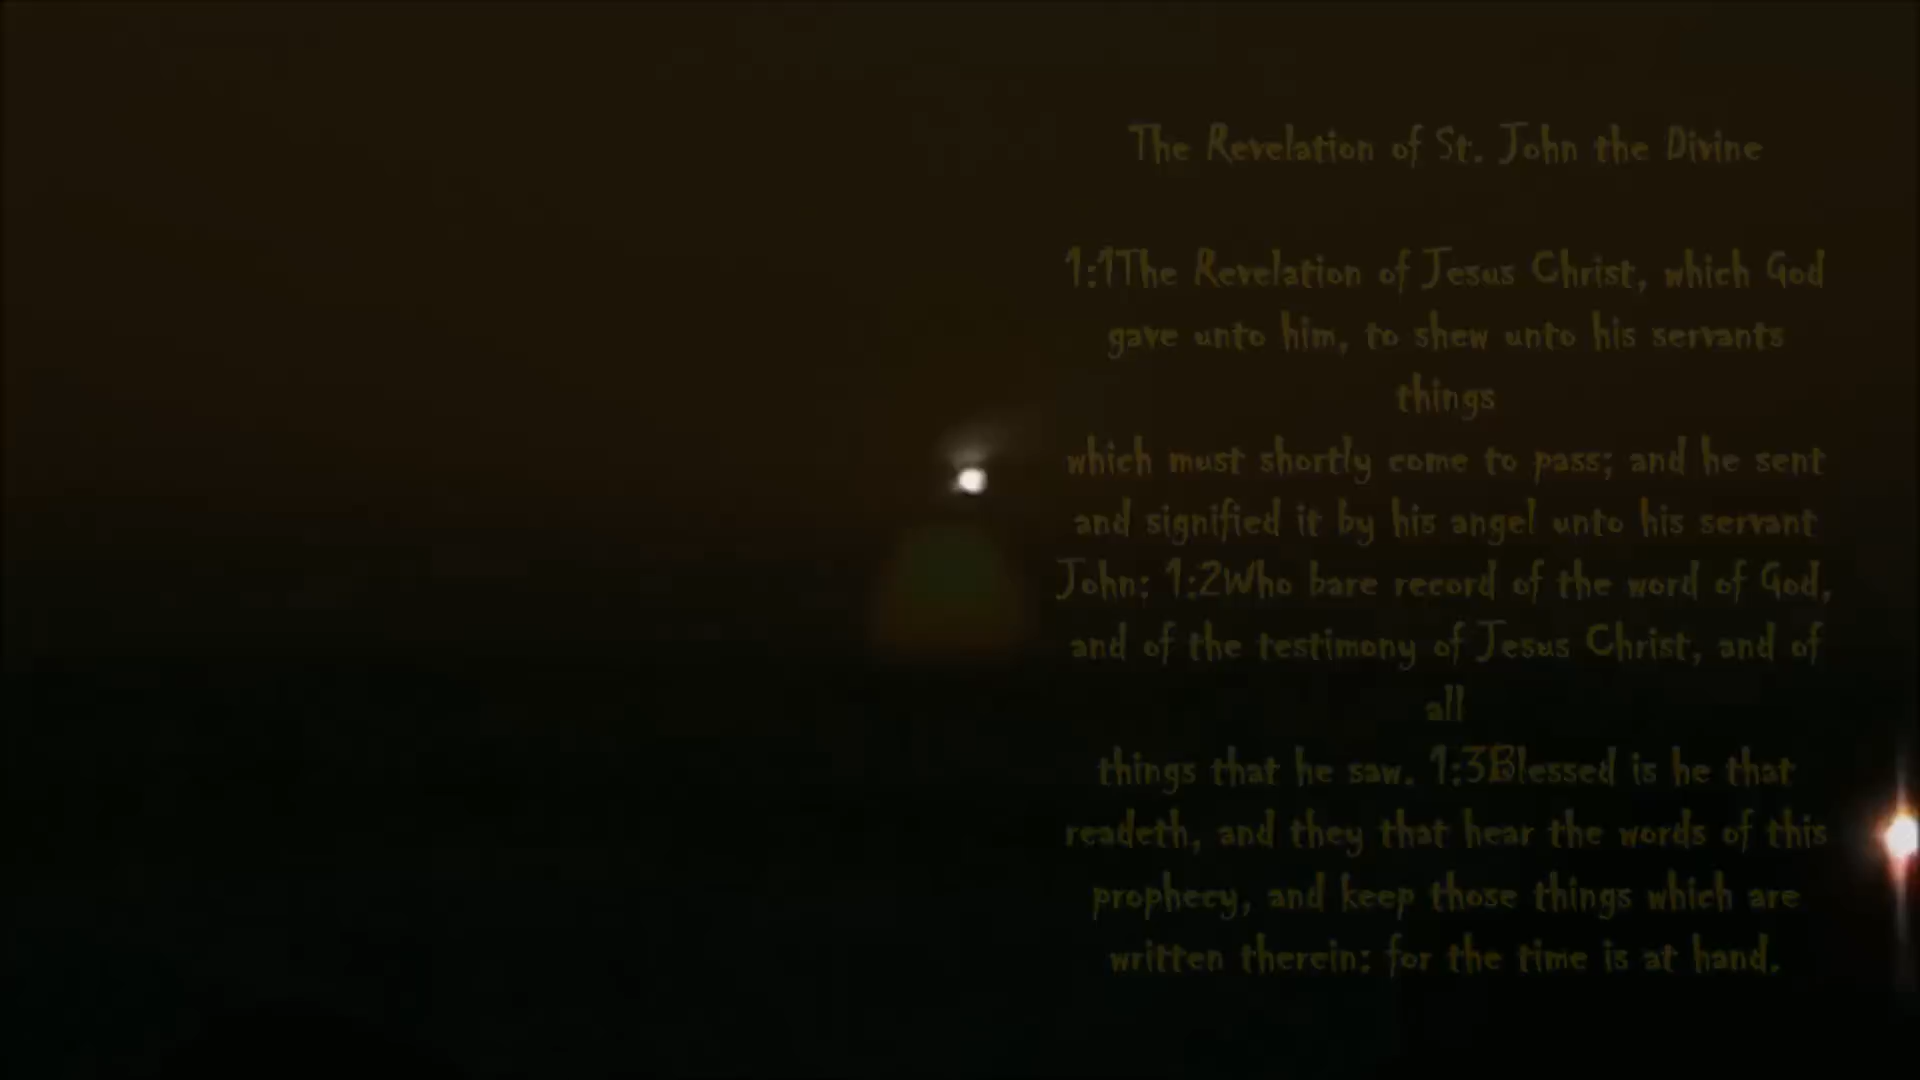 The Revelation of St. John the Divine
1:1The Revelation of Jesus Christ, which God
gave unto him, to shew unto his servants
things
which must shortly come to pass; and he sent
and signified it by his angel unto his servant
John: 1:2Who bare record of the word of God,
and of the testimony of Jesus Christ, and of
all
things that he saw. 1:3Blessed is he that
readeth, and they that hear the words of this
prophecy, and keep those things which are
written therein: for the time is at hand.